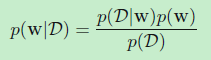 p(w|𝒟) = p(𝒟|w)p(w) / p(𝒟)